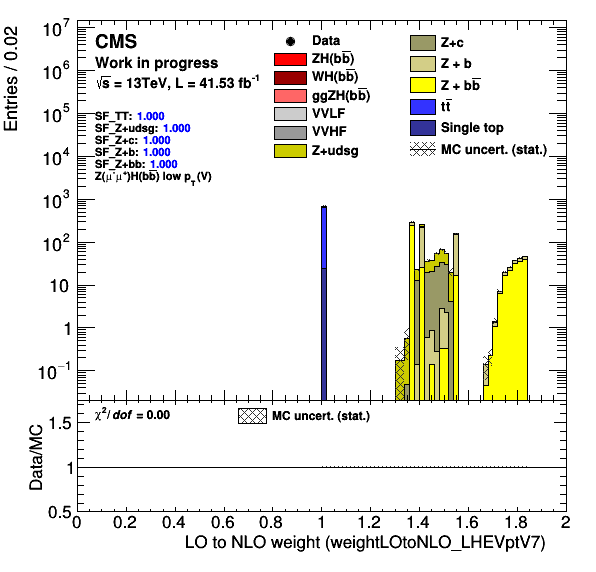 CMS
Work in progress
√s = 13TeV, L = 41.53 fb⁻¹
SF_TT: 1.000
SF_Z+udsg: 1.000
SF_Z+c: 1.000
SF_Z+b: 1.000
SF_Z+bb: 1.000
Z(μ⁻μ⁺)H(bb̅) low p_T(V)
Data
ZH(bb̅)
WH(bb̅)
ggZH(bb̅)
VVLF
VVHF
Z+udsg
Z+c
Z + b
Z + bb̅
tt̅
Single top
MC uncert. (stat.)
Entries / 0.02
10⁷
10⁶
10⁵
10⁴
10³
10²
10
1
10⁻¹
χ²/dof = 0.00
MC uncert. (stat.)
Data/MC
1.5
1
0.5
0 0.2 0.4 0.6 0.8 1 1.2 1.4 1.6 1.8 2
LO to NLO weight (weightLOtoNLO_LHEVptV7)